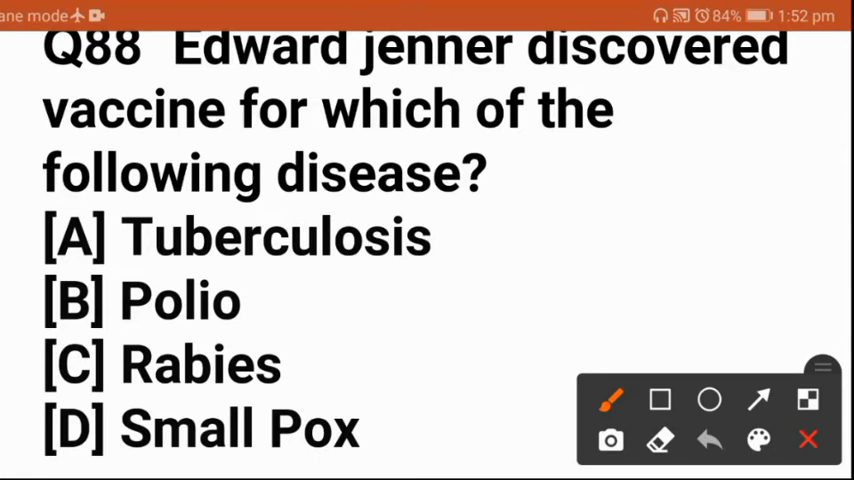 ane mode 84% 1:52 pm
Q88 Edward jenner discovered
vaccine for which of the
following disease?
[A] Tuberculosis
[B] Polio
[C] Rabies
[D] Small Pox